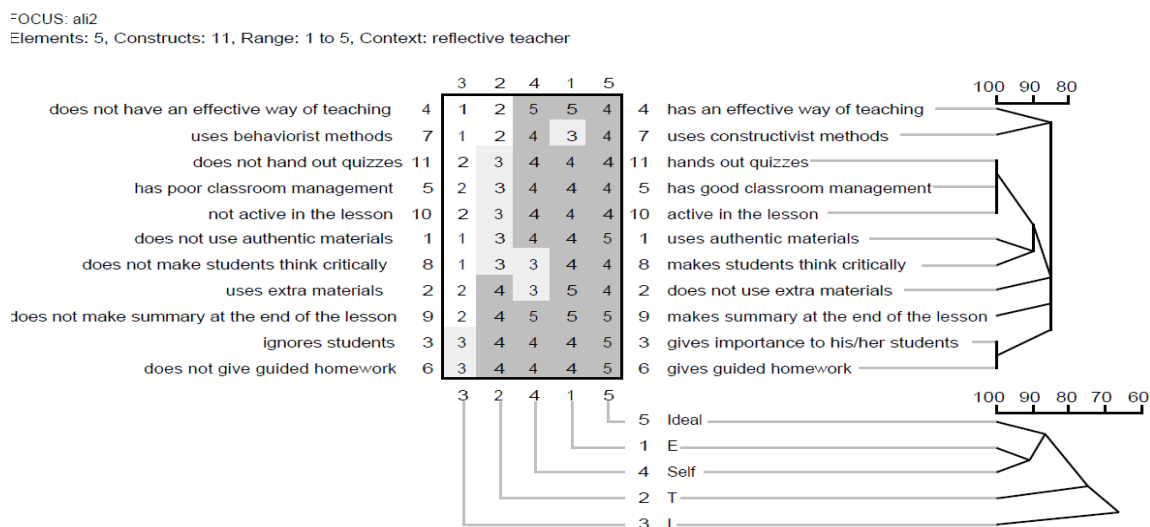 FOCUS: ali2
Elements: 5, Constructs: 11, Range: 1 to 5, Context: reflective teacher
3 2 4 1 5
100 90 80
does not have an effective way of teaching 4 1 2 5 5 4 4 has an effective way of teaching
uses behaviorist methods 7 1 2 4 3 4 7 uses constructivist methods
does not hand out quizzes 11 2 3 4 4 4 11 hands out quizzes
has poor classroom management 5 2 3 4 4 4 5 has good classroom management
not active in the lesson 10 2 3 4 4 4 10 active in the lesson
does not use authentic materials 1 1 3 4 4 5 1 uses authentic materials
does not make students think critically 8 1 3 3 4 4 8 makes students think critically
uses extra materials 2 2 4 3 5 4 2 does not use extra materials
does not make summary at the end of the lesson 9 2 4 5 5 5 9 makes summary at the end of the lesson
ignores students 3 3 4 4 4 5 3 gives importance to his/her students
does not give guided homework 6 3 4 4 4 5 6 gives guided homework
3 2 4 1 5
100 90 80 70 60
5 Ideal
1 E
4 Self
2 T
3 I